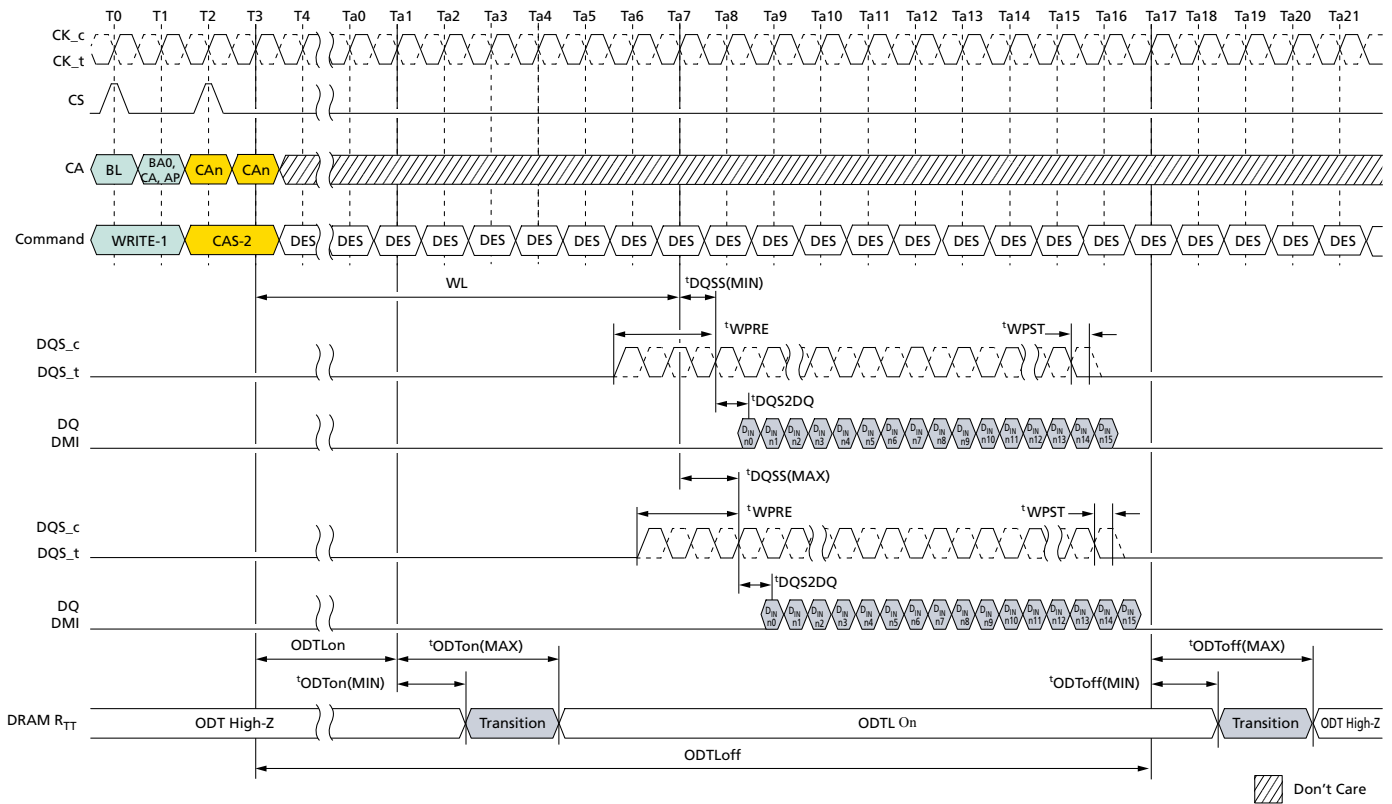 T0 T1 T2 T3 T4 Ta0 Ta1 Ta2 Ta3 Ta4 Ta5 Ta6 Ta7 Ta8 Ta9 Ta10 Ta11 Ta12 Ta13 Ta14 Ta15 Ta16 Ta17 Ta18 Ta19 Ta20 Ta21
CK_c
CK_t
CS
CA BL BA0, CA, AP CAn CAn
Command WRITE-1 CAS-2 DES DES DES DES DES DES DES DES DES DES DES DES DES DES DES DES DES DES DES DES DES DES DES
WL
tDQSS(MIN)
tWPRE
tWPST
DQS_c
DQS_t
tDQS2DQ
DQ
DMI
DIN n0 DIN n1 DIN n2 DIN n3 DIN n4 DIN n5 DIN n6 DIN n7 DIN n8 DIN n9 DIN n10 DIN n11 DIN n12 DIN n13 DIN n14 DIN n15
tDQSS(MAX)
tWPRE
tWPST
DQS_c
DQS_t
tDQS2DQ
DQ
DMI
DIN n0 DIN n1 DIN n2 DIN n3 DIN n4 DIN n5 DIN n6 DIN n7 DIN n8 DIN n9 DIN n10 DIN n11 DIN n12 DIN n13 DIN n14 DIN n15
ODTLon
tODTon(MAX)
tODToff(MAX)
tODTon(MIN)
tODToff(MIN)
DRAM RTT ODT High-Z Transition ODTL On Transition ODT High-Z
ODTLoff
Don't Care